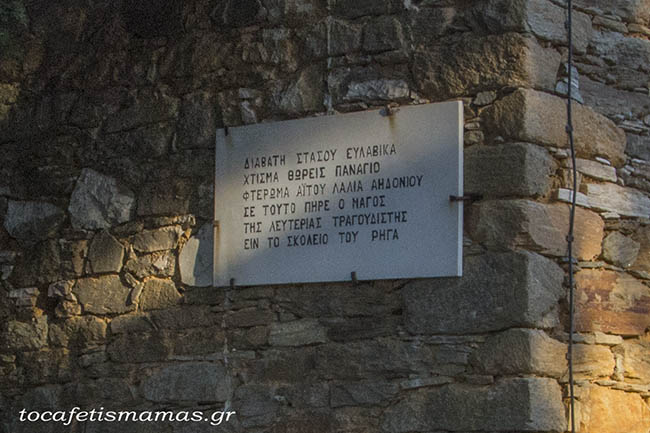 ΔΙΑΒΑΤΗ ΣΤΑΣΟΥ ΕΥΛΑΒΙΚΑ
ΧΤΙΣΜΑ ΘΩΡΕΙΣ ΠΑΝΑΓΙΟ
ΦΤΕΡΩΜΑ ΑΪΤΟΥ ΛΑΛΙΑ ΑΗΔΟΝΙΟΥ
ΣΕ ΤΟΥΤΟ ΠΗΡΕ Ο ΜΑΓΟΣ
ΤΗΣ ΛΕΥΤΕΡΙΑΣ ΤΡΑΓΟΥΔΙΣΤΗΣ
ΕΙΝ ΤΟ ΣΚΟΛΕΙΟ ΤΟΥ ΡΗΓΑ
tocafetismamas.gr